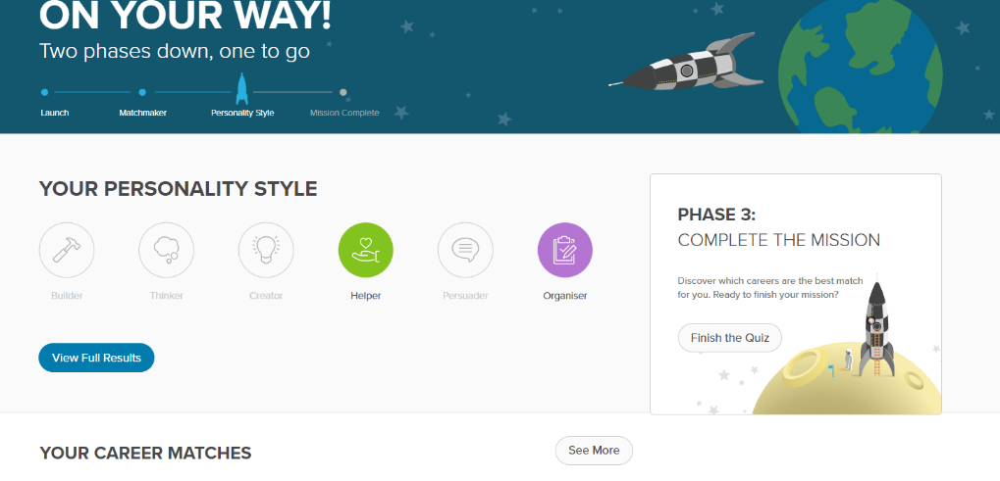 ON YOUR WAY!
Two phases down, one to go
Launch
Matchmaker
Personality Style
Mission Complete
YOUR PERSONALITY STYLE
Builder
Thinker
Creator
Helper
Persuader
Organiser
View Full Results
PHASE 3:
COMPLETE THE MISSION
Discover which careers are the best match
for you. Ready to finish your mission?
Finish the Quiz
YOUR CAREER MATCHES
See More